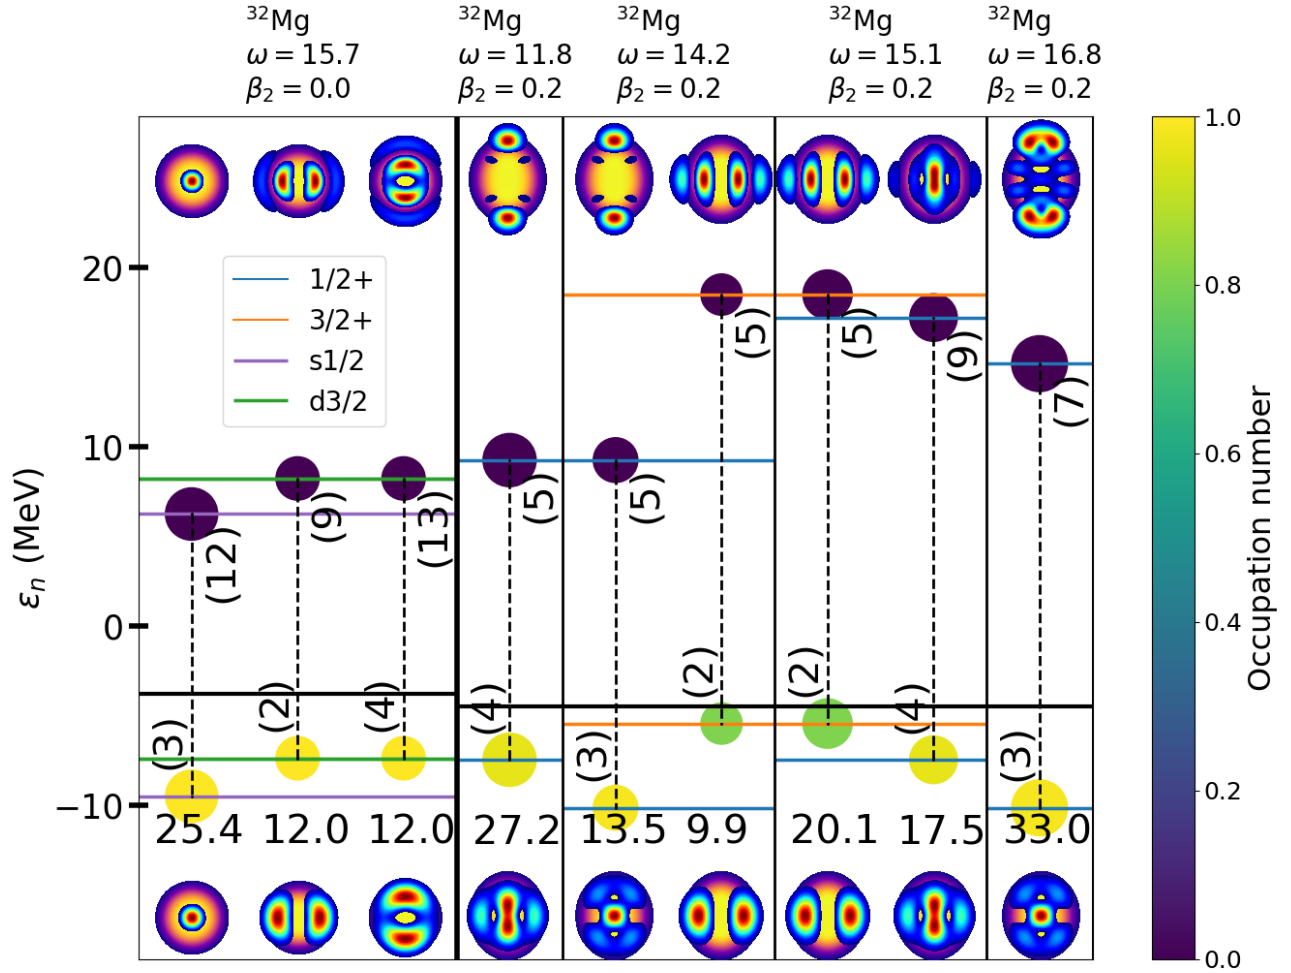 ³²Mg ³²Mg ³²Mg ³²Mg ³²Mg
ω = 15.7 ω = 11.8 ω = 14.2 ω = 15.1 ω = 16.8
β₂ = 0.0 β₂ = 0.2 β₂ = 0.2 β₂ = 0.2 β₂ = 0.2
1/2+
3/2+
s1/2
d3/2
20
10
0
−10
εₙ (MeV)
(12) (9) (13) (5) (5) (5) (5) (9) (7)
(3) (2) (4) (4) (3) (2) (2) (4) (3)
25.4 12.0 12.0 27.2 13.5 9.9 20.1 17.5 33.0
1.0
0.8
0.6
0.4
0.2
0.0
Occupation number